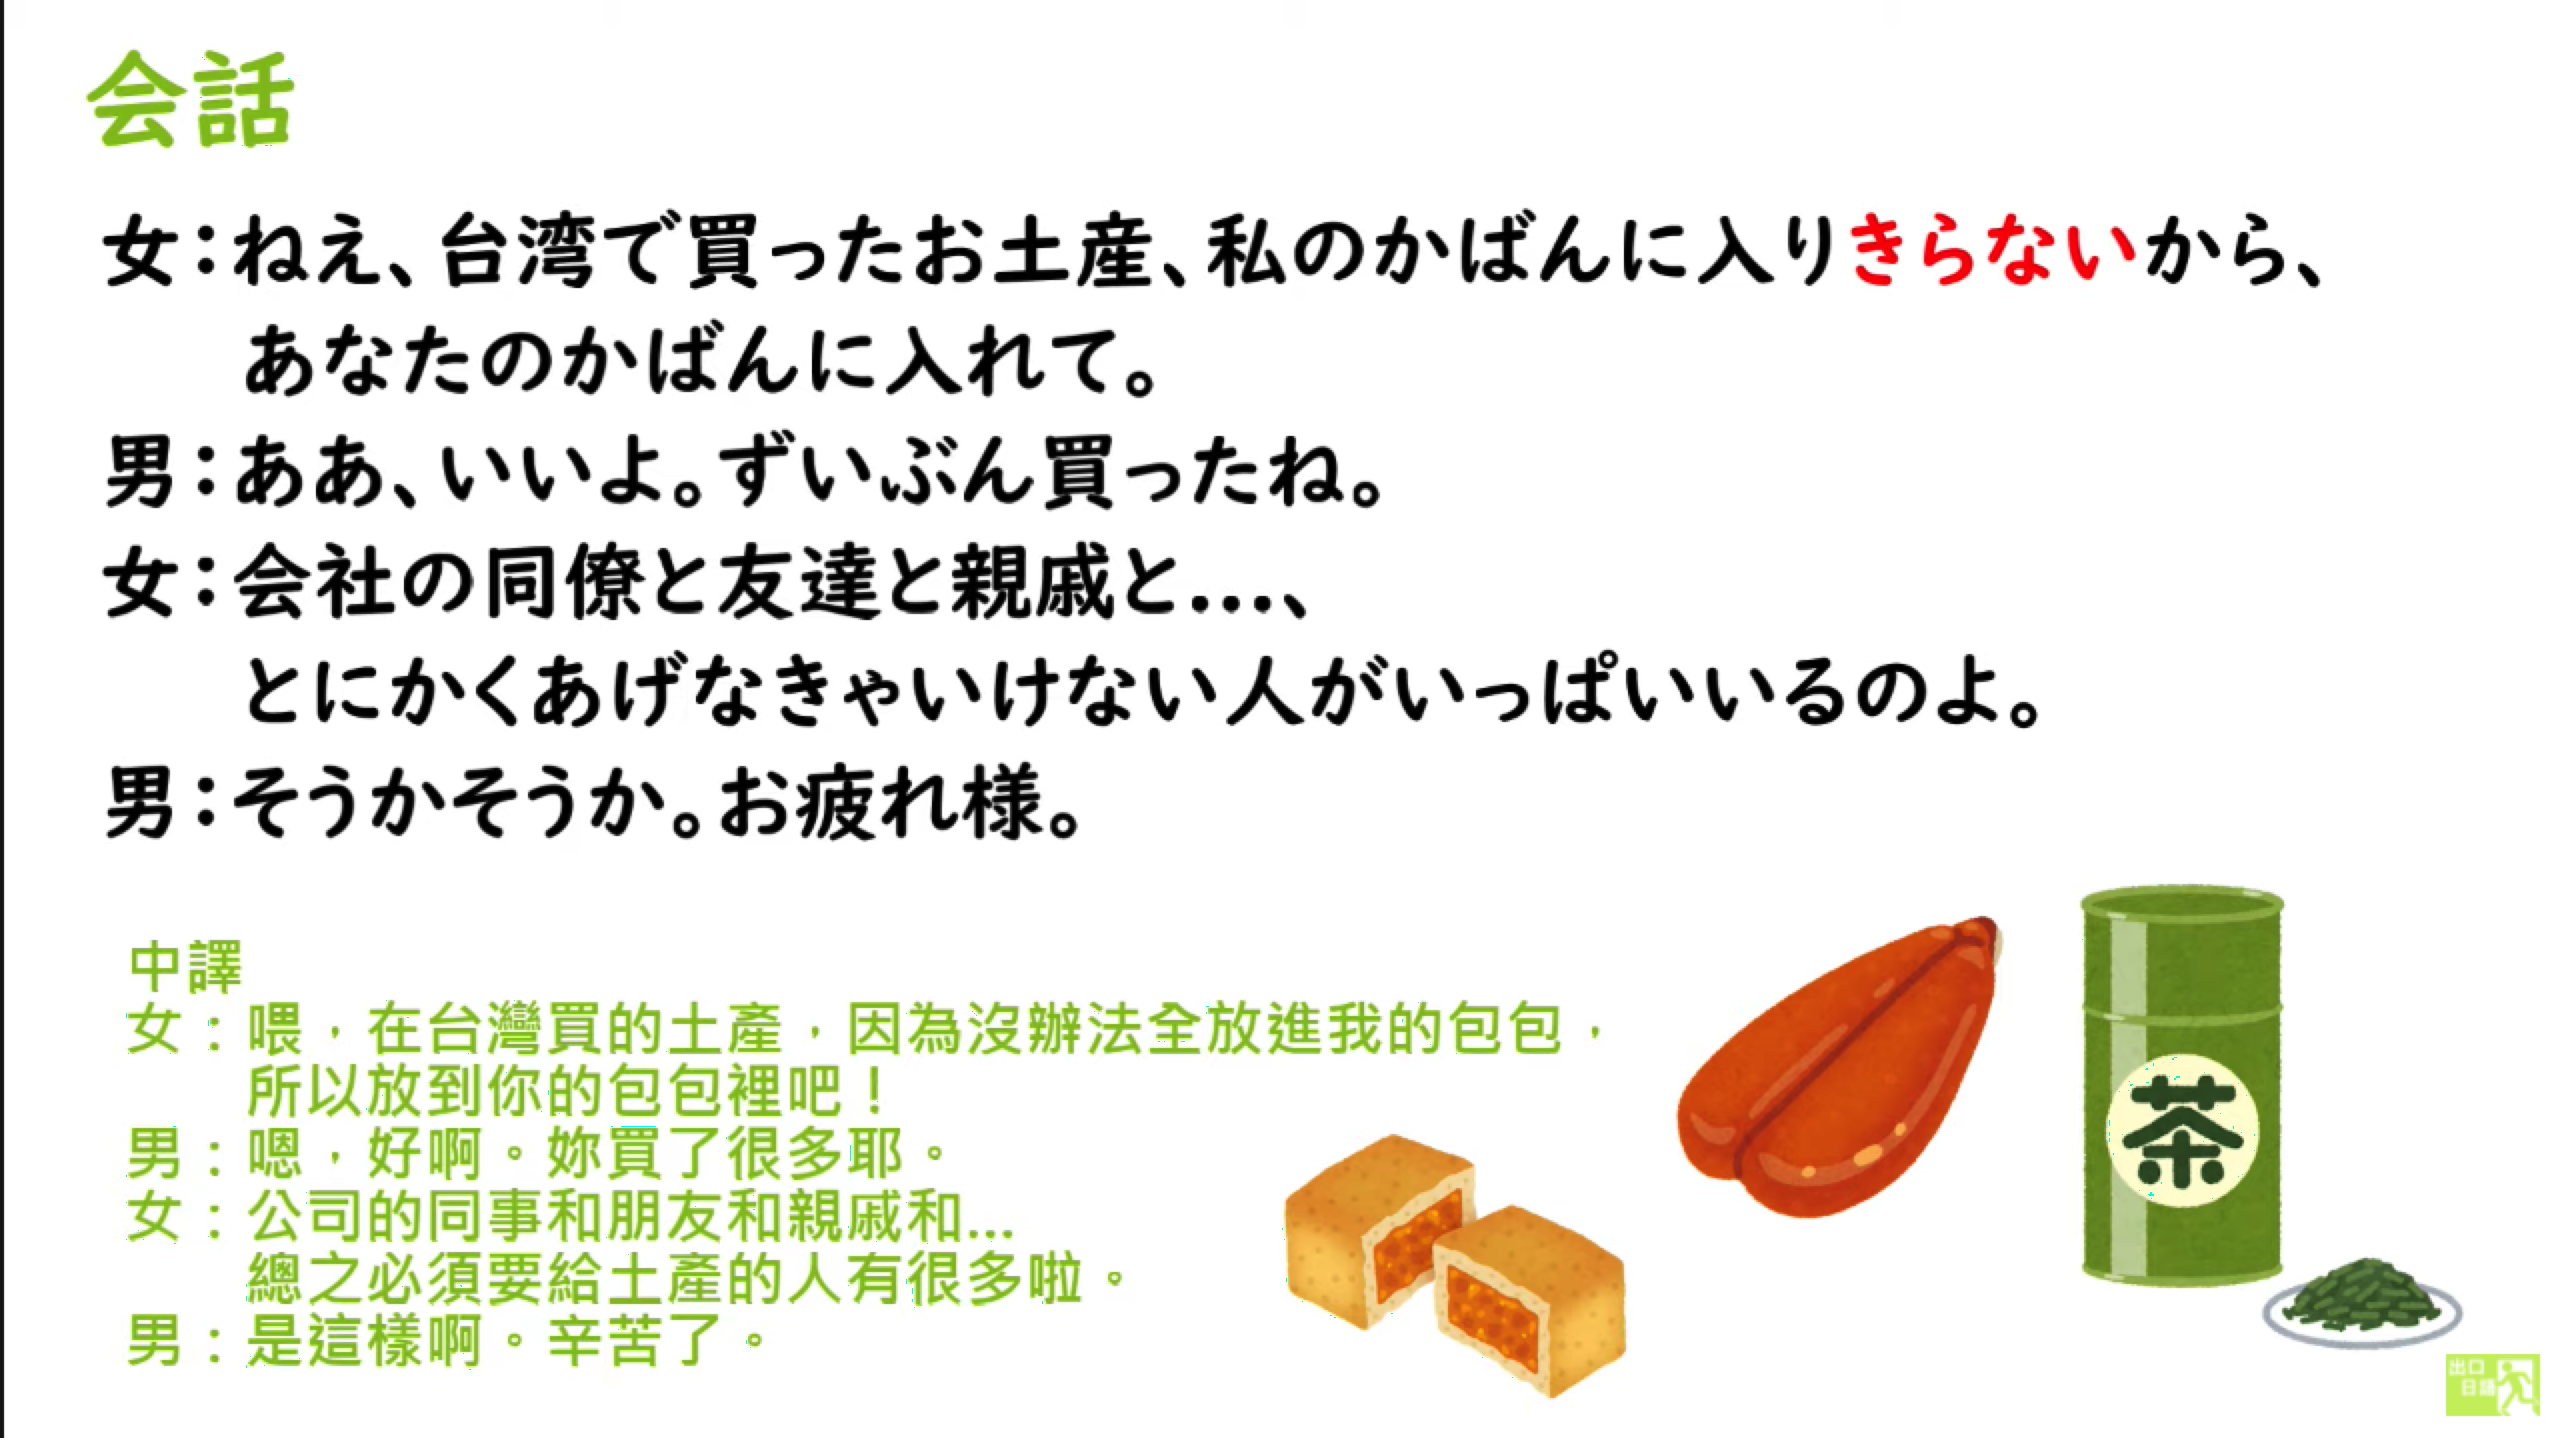 会話
女：ねえ、台湾で買ったお土産、私のかばんに入りきらないから、
あなたのかばんに入れて。
男：ああ、いいよ。ずいぶん買ったね。
女：会社の同僚と友達と親戚と...、
とにかくあげなきゃいけない人がいっぱいいるのよ。
男：そうかそうか。お疲れ様。
中譯
女：喂，在台灣買的土產，因為沒辦法全放進我的包包，
所以放到你的包包裡吧！
男：嗯，好啊。妳買了很多耶。
女：公司的同事和朋友和親戚和...
總之必須要給土產的人有很多啦。
男：是這樣啊。辛苦了。
茶
出口
日語